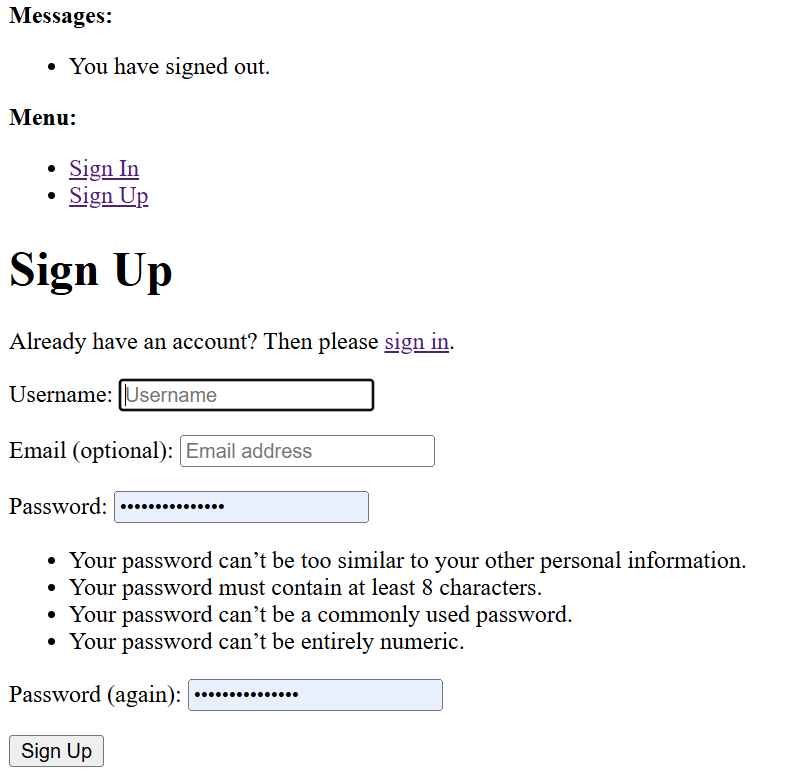 Messages:
You have signed out.
Menu:
Sign In
Sign Up
Sign Up
Already have an account? Then please sign in.
Username: Username
Email (optional): Email address
Password: •••••••••••••••
Your password can’t be too similar to your other personal information.
Your password must contain at least 8 characters.
Your password can’t be a commonly used password.
Your password can’t be entirely numeric.
Password (again): •••••••••••••••
Sign Up